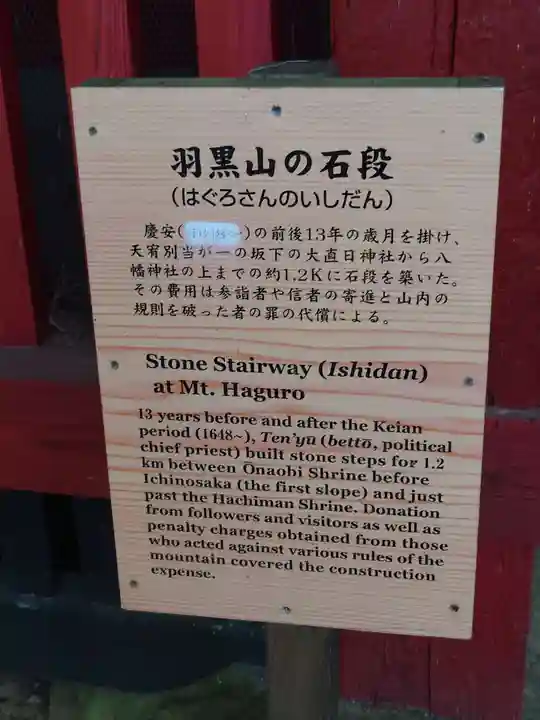 羽黒山の石段
(はぐろさんのいしだん)
慶安( )の前後13年の歳月を掛け、
天宥別当が一の坂下の大直日神社から八
幡神社の上までの約1.2Kに石段を築いた。
その費用は参詣者や信者の寄進と山内の
規則を破った者の罪の代償による。
Stone Stairway (Ishidan)
at Mt. Haguro
13 years before and after the Keian
period (1648~), Ten'yū (bettō, political
chief priest) built stone steps for 1.2
km between Onaobi Shrine before
Ichinosaka (the first slope) and just
past the Hachiman Shrine. Donation
from followers and visitors as well as
penalty charges obtained from those
who acted against various rules of the
mountain covered the construction
expense.